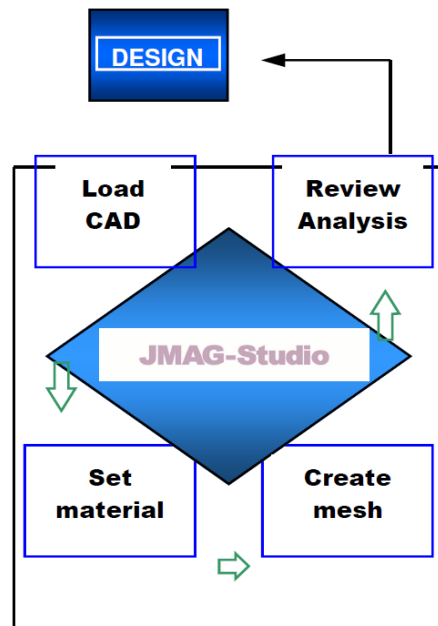 DESIGN
Load
CAD
Review
Analysis
JMAG-Studio
Set
material
Create
mesh